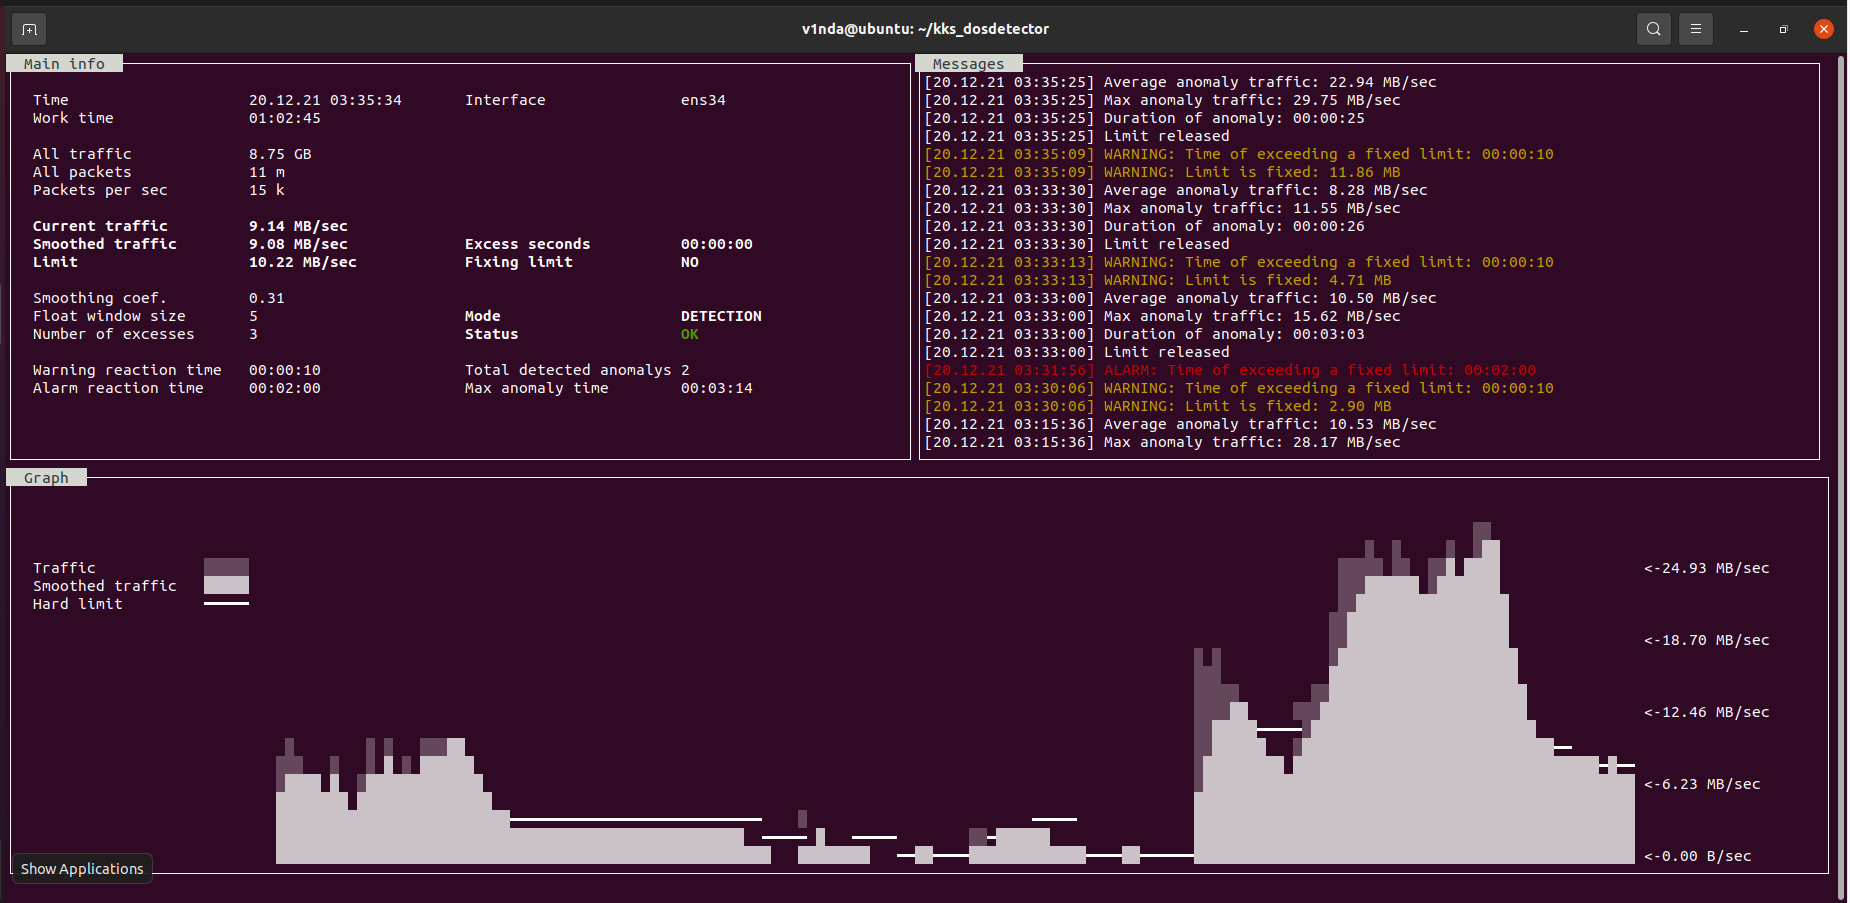 v1nda@ubuntu: ~/kks_dosdetector
Main info
Time 20.12.21 03:35:34 Interface ens34
Work time 01:02:45
All traffic 8.75 GB
All packets 11 m
Packets per sec 15 k
Current traffic 9.14 MB/sec
Smoothed traffic 9.08 MB/sec Excess seconds 00:00:00
Limit 10.22 MB/sec Fixing limit NO
Smoothing coef. 0.31
Float window size 5 Mode DETECTION
Number of excesses 3 Status OK
Warning reaction time 00:00:10 Total detected anomalys 2
Alarm reaction time 00:02:00 Max anomaly time 00:03:14
Messages
[20.12.21 03:35:25] Average anomaly traffic: 22.94 MB/sec
[20.12.21 03:35:25] Max anomaly traffic: 29.75 MB/sec
[20.12.21 03:35:25] Duration of anomaly: 00:00:25
[20.12.21 03:35:25] Limit released
[20.12.21 03:35:09] WARNING: Time of exceeding a fixed limit: 00:00:10
[20.12.21 03:35:09] WARNING: Limit is fixed: 11.86 MB
[20.12.21 03:33:30] Average anomaly traffic: 8.28 MB/sec
[20.12.21 03:33:30] Max anomaly traffic: 11.55 MB/sec
[20.12.21 03:33:30] Duration of anomaly: 00:00:26
[20.12.21 03:33:30] Limit released
[20.12.21 03:33:13] WARNING: Time of exceeding a fixed limit: 00:00:10
[20.12.21 03:33:13] WARNING: Limit is fixed: 4.71 MB
[20.12.21 03:33:00] Average anomaly traffic: 10.50 MB/sec
[20.12.21 03:33:00] Max anomaly traffic: 15.62 MB/sec
[20.12.21 03:33:00] Duration of anomaly: 00:03:03
[20.12.21 03:33:00] Limit released
[20.12.21 03:31:56] ALARM: Time of exceeding a fixed limit: 00:02:00
[20.12.21 03:30:06] WARNING: Time of exceeding a fixed limit: 00:00:10
[20.12.21 03:30:06] WARNING: Limit is fixed: 2.90 MB
[20.12.21 03:15:36] Average anomaly traffic: 10.53 MB/sec
[20.12.21 03:15:36] Max anomaly traffic: 28.17 MB/sec
Graph
Traffic
Smoothed traffic
Hard limit
<-24.93 MB/sec
<-18.70 MB/sec
<-12.46 MB/sec
<-6.23 MB/sec
<-0.00 B/sec
Show Applications